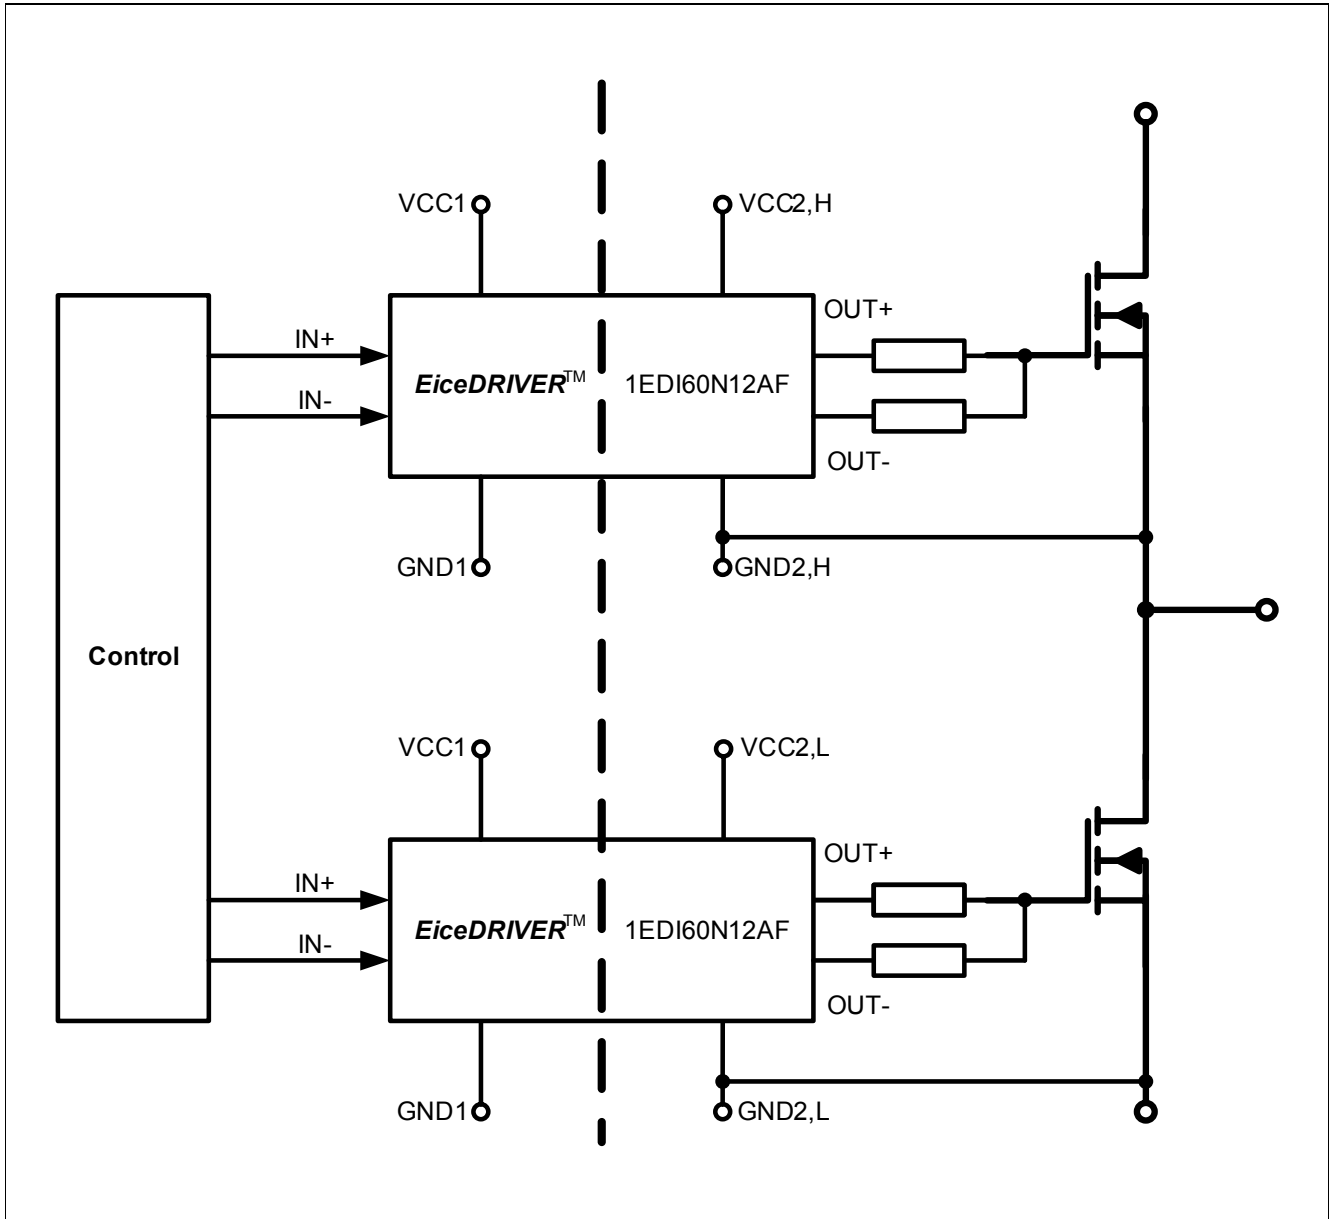 VCC1
VCC2,H
OUT+
IN+
EiceDRIVER™
1EDI60N12AF
IN-
OUT-
GND1
GND2,H
Control
VCC1
VCC2,L
OUT+
IN+
EiceDRIVER™
1EDI60N12AF
IN-
OUT-
GND1
GND2,L